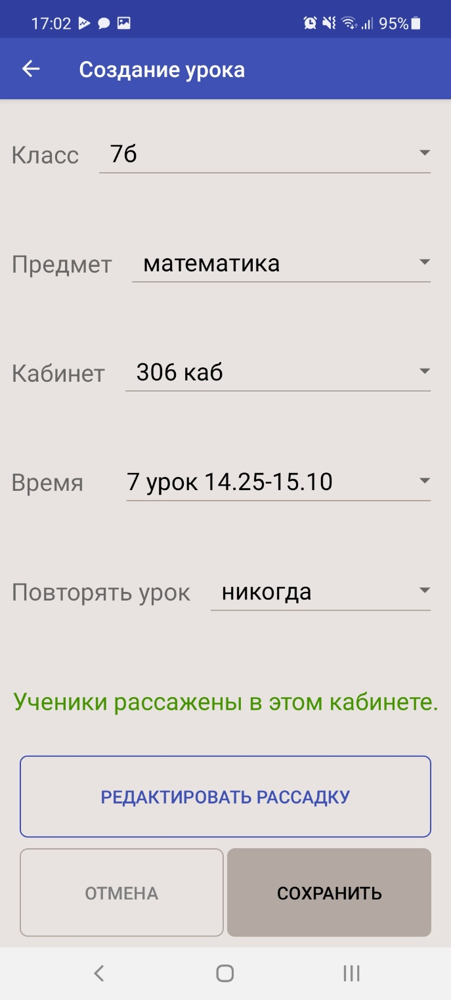 17:02 95%
Создание урока
Класс 7б
Предмет математика
Кабинет 306 каб
Время 7 урок 14.25-15.10
Повторять урок никогда
Ученики рассажены в этом кабинете.
РЕДАКТИРОВАТЬ РАССАДКУ
ОТМЕНА СОХРАНИТЬ